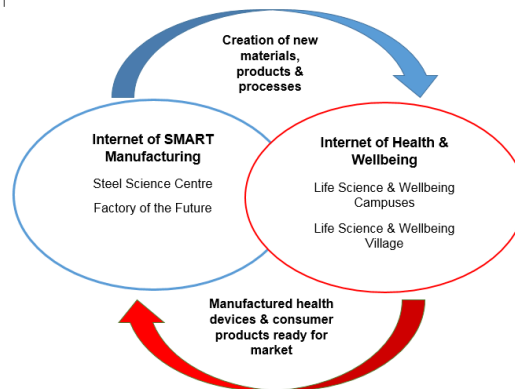 Creation of new
materials,
products &
processes
Internet of SMART
Manufacturing
Steel Science Centre
Factory of the Future
Internet of Health &
Wellbeing
Life Science & Wellbeing
Campuses
Life Science & Wellbeing
Village
Manufactured health
devices & consumer
products ready for
market